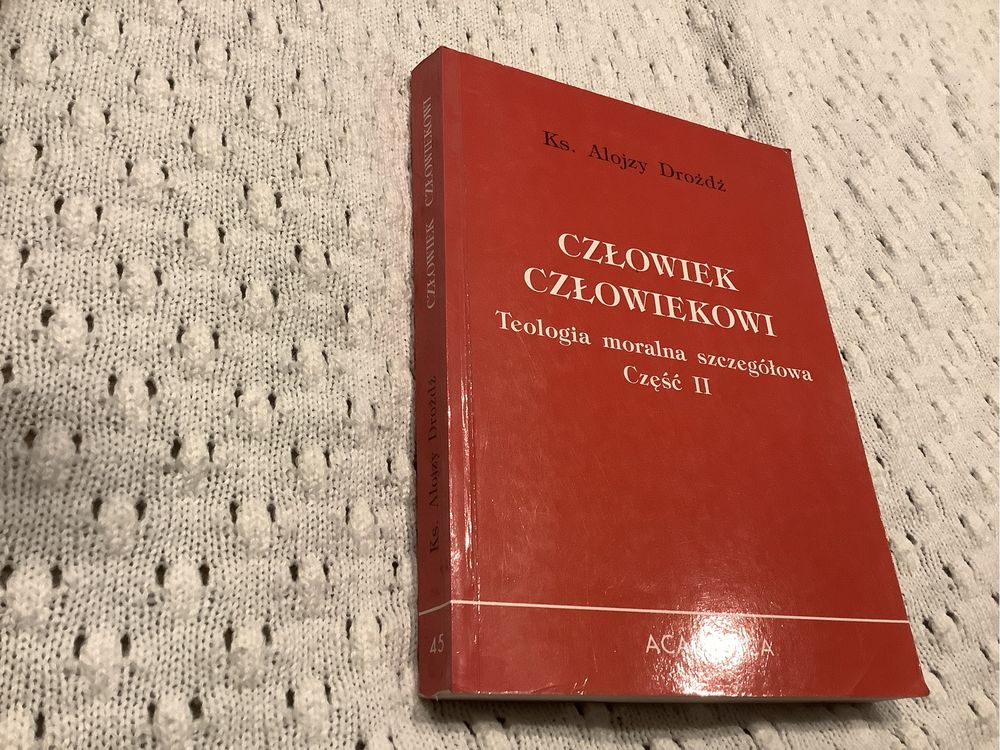 Ks. Alojzy Drożdż
CZŁOWIEK
CZŁOWIEKOWI
Teologia moralna szczegółowa
Część II
Ks. Alojzy Drożdż CZŁOWIEK CZŁOWIEKOWI
45